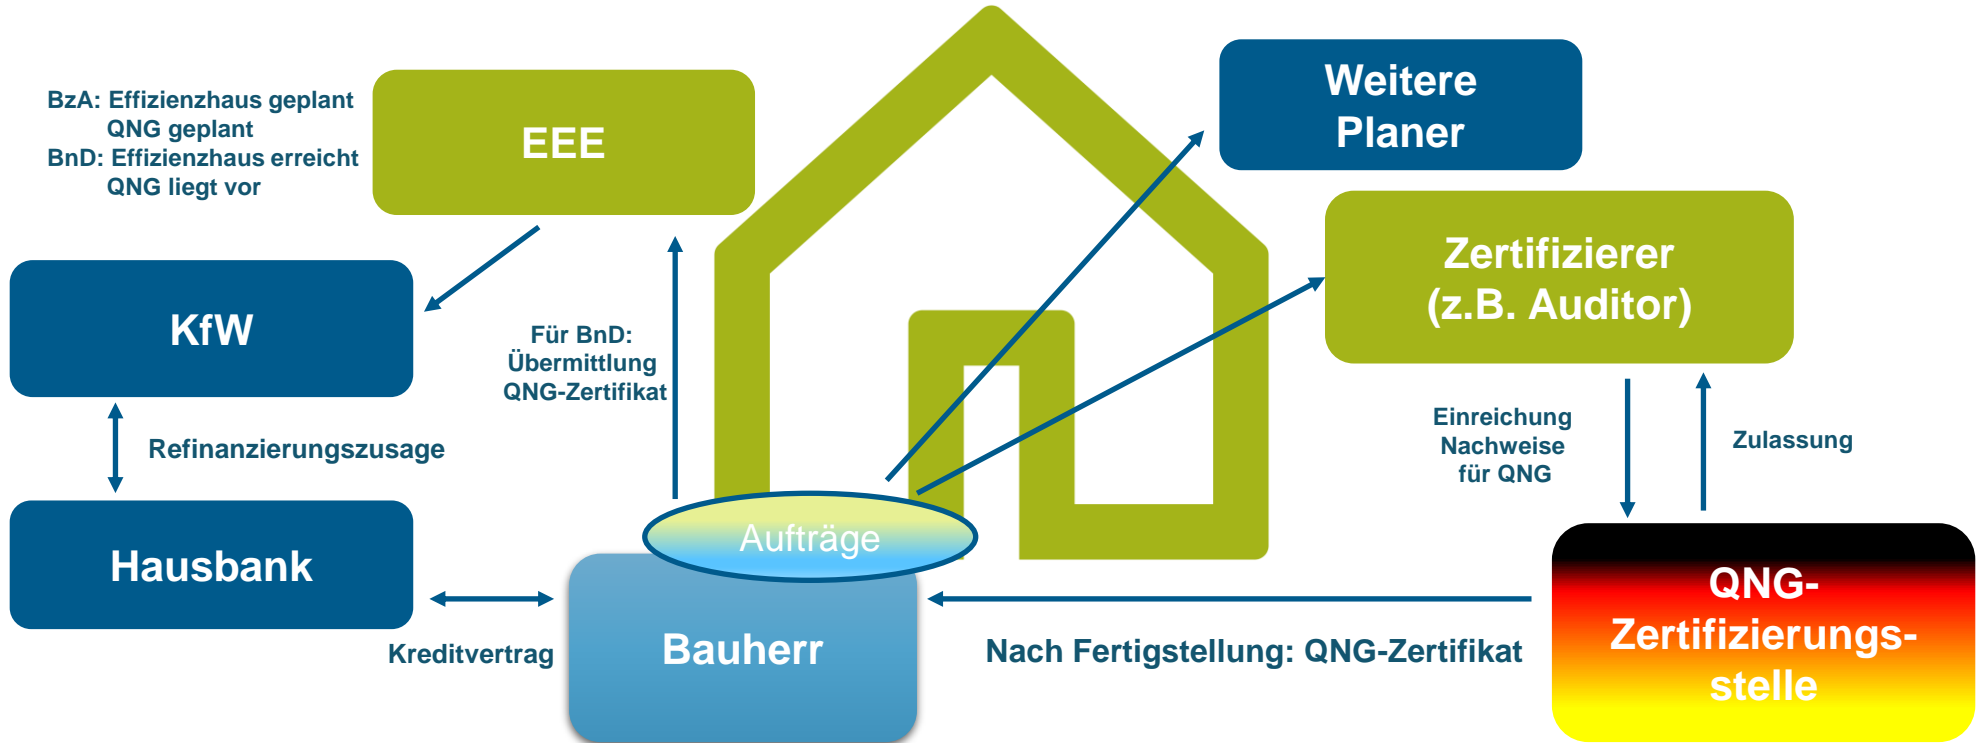 BzA: Effizienzhaus geplant
QNG geplant
BnD: Effizienzhaus erreicht
QNG liegt vor
EEE
Weitere
Planer
Zertifizierer
(z.B. Auditor)
KfW
Für BnD:
Übermittlung
QNG-Zertifikat
Refinanzierungszusage
Einreichung
Nachweise
für QNG
Zulassung
Hausbank
Aufträge
Kreditvertrag
Bauherr
Nach Fertigstellung: QNG-Zertifikat
QNG-
Zertifizierungs-
stelle